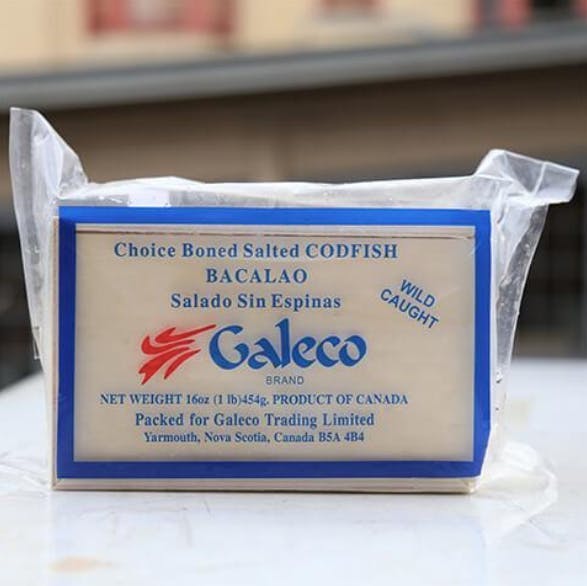 Choice Boned Salted CODFISH
BACALAO
Salado Sin Espinas
WILD
CAUGHT
Galeco
BRAND
NET WEIGHT 16oz (1 lb)454g. PRODUCT OF CANADA
Packed for Galeco Trading Limited
Yarmouth, Nova Scotia, Canada B5A 4B4